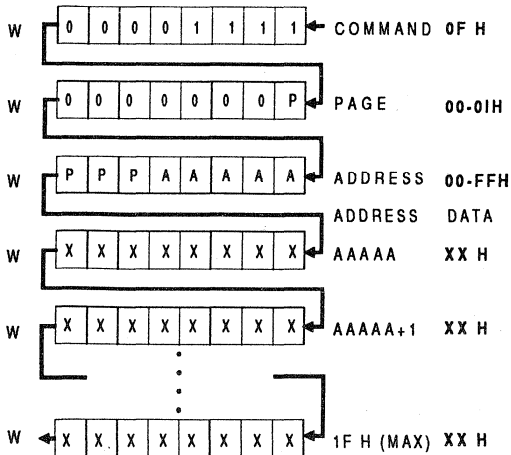 W 0 0 0 0 1 1 1 1 COMMAND 0F H
W 0 0 0 0 0 0 0 P PAGE 00-0IH
W P P P A A A A A ADDRESS 00-FFH
ADDRESS DATA
W X X X X X X X X AAAAA XX H
W X X X X X X X X AAAAA+1 XX H
W X X X X X X X X 1F H (MAX) XX H